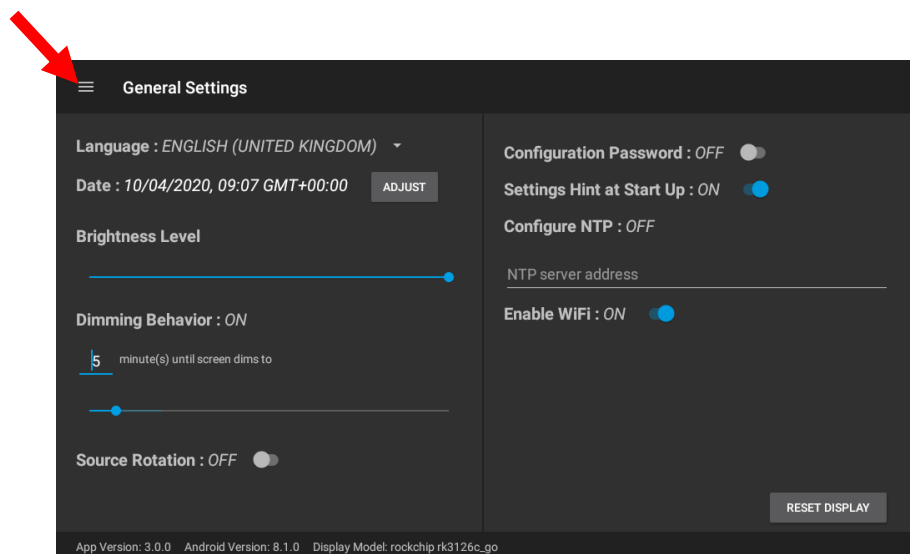 General Settings
Language : ENGLISH (UNITED KINGDOM)
Date : 10/04/2020, 09:07 GMT+00:00 ADJUST
Brightness Level
Dimming Behavior : ON
5 minute(s) until screen dims to
Source Rotation : OFF
Configuration Password : OFF
Settings Hint at Start Up : ON
Configure NTP : OFF
NTP server address
Enable WiFi : ON
RESET DISPLAY
App Version: 3.0.0 Android Version: 8.1.0 Display Model: rockchip rk3126c_go